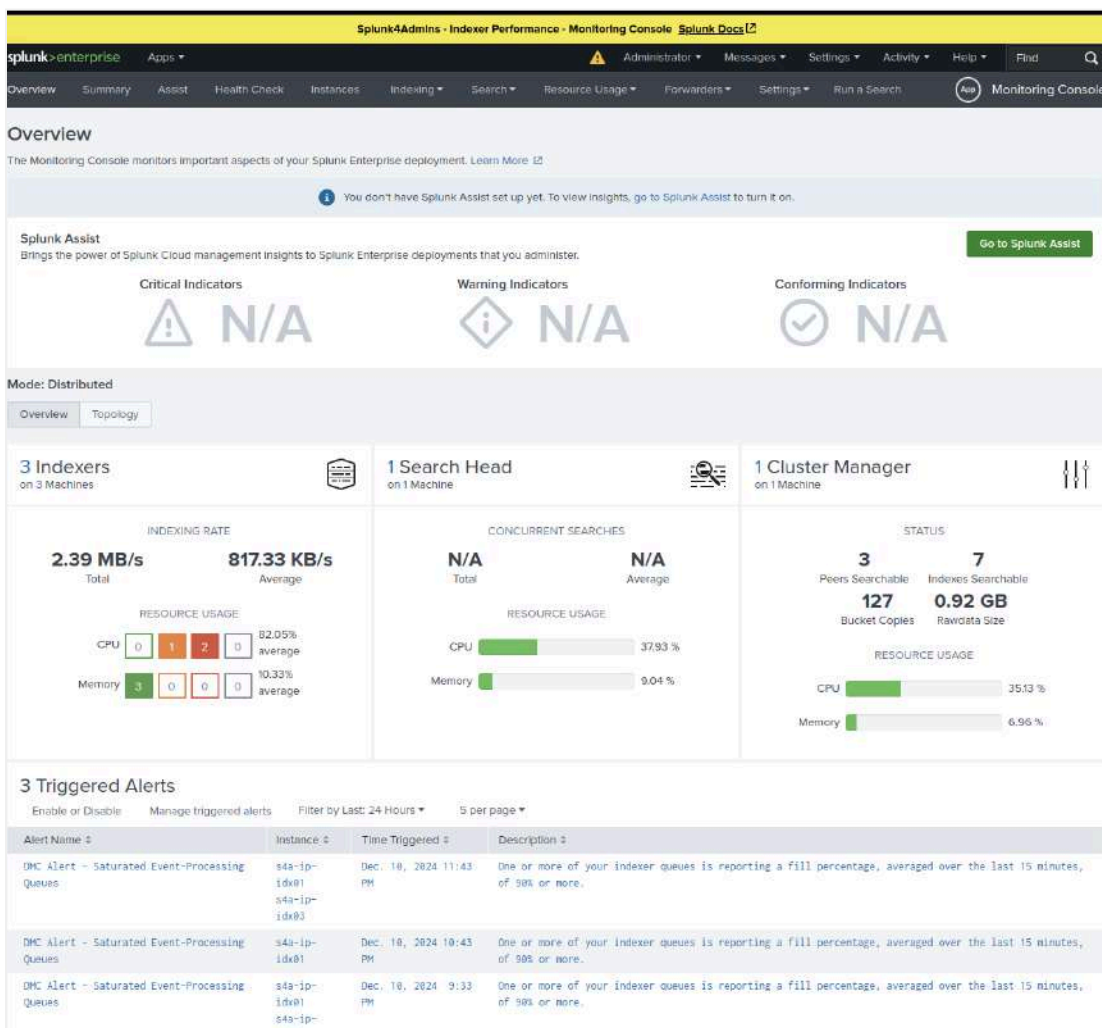 Splunk4Admins - Indexer Performance - Monitoring Console Splunk Docs
splunk>enterprise Apps Administrator Messages Settings Activity Help Find
Overview Summary Assist Health Check Instances Indexing Search Resource Usage Forwarders Settings Run a Search App Monitoring Console
Overview
The Monitoring Console monitors important aspects of your Splunk Enterprise deployment. Learn More
You don't have Splunk Assist set up yet. To view insights, go to Splunk Assist to turn it on.
Splunk Assist
Go to Splunk Assist
Brings the power of Splunk Cloud management insights to Splunk Enterprise deployments that you administer.
Critical Indicators Warning Indicators Conforming Indicators
N/A N/A N/A
Mode: Distributed
Overview Topology
3 Indexers
on 3 Machines
INDEXING RATE
2.39 MB/s 817.33 KB/s
Total Average
RESOURCE USAGE
CPU 0 1 2 0 82.05% average
Memory 3 0 0 0 10.33% average
1 Search Head
on 1 Machine
CONCURRENT SEARCHES
N/A N/A
Total Average
RESOURCE USAGE
CPU 37.93 %
Memory 9.04 %
1 Cluster Manager
on 1 Machine
STATUS
3 7
Peers Searchable Indexes Searchable
127 0.92 GB
Bucket Copies Rawdata Size
RESOURCE USAGE
CPU 35.13 %
Memory 6.96 %
3 Triggered Alerts
Enable or Disable Manage triggered alerts Filter by Last: 24 Hours 5 per page
Alert Name Instance Time Triggered Description
DMC Alert - Saturated Event-Processing s4a-ip- Dec. 10, 2024 11:43 One or more of your indexer queues is reporting a fill percentage, averaged over the last 15 minutes,
Queues idx01 PM of 90% or more.
s4a-ip-
idx03
DMC Alert - Saturated Event-Processing s4a-ip- Dec. 10, 2024 10:43 One or more of your indexer queues is reporting a fill percentage, averaged over the last 15 minutes,
Queues idx01 PM of 90% or more.
DMC Alert - Saturated Event-Processing s4a-ip- Dec. 10, 2024 9:33 One or more of your indexer queues is reporting a fill percentage, averaged over the last 15 minutes,
Queues idx01 PM of 90% or more.
s4a-ip-